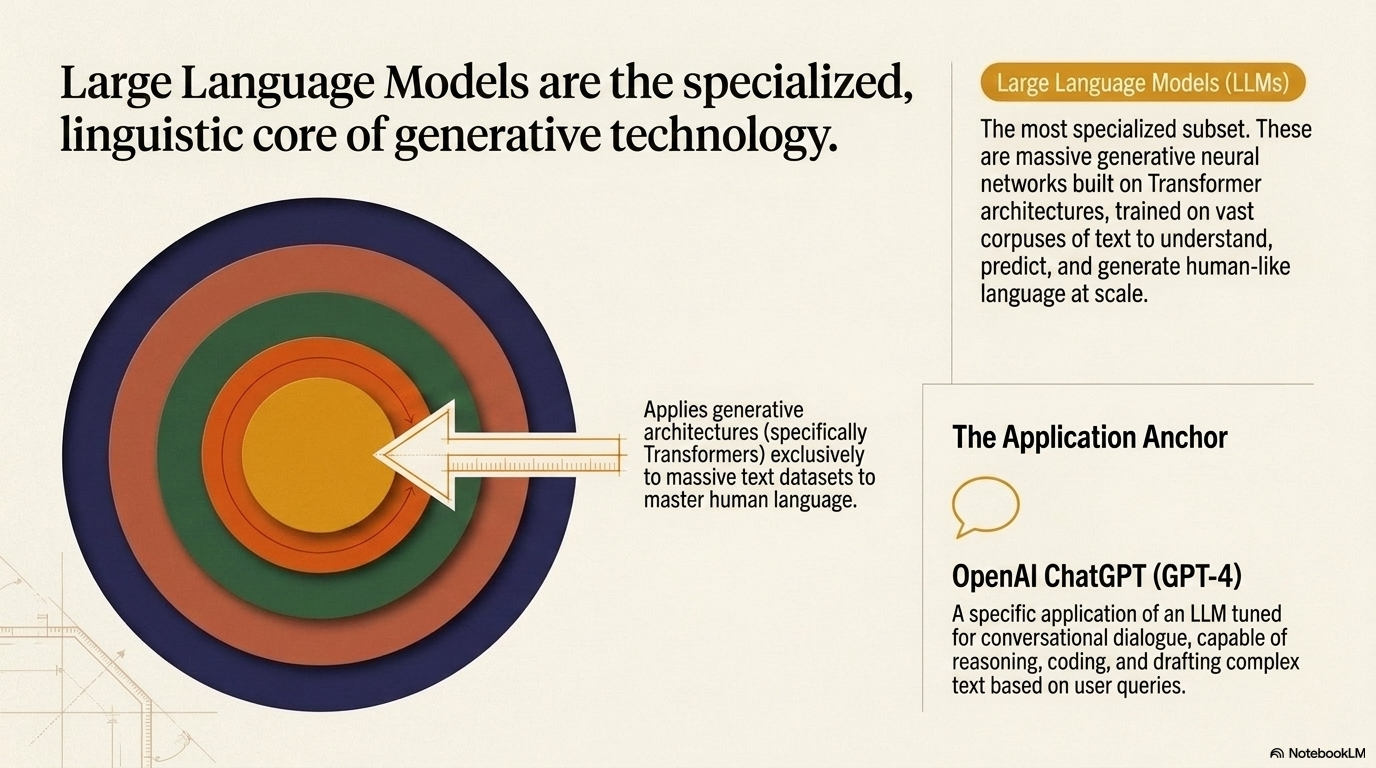 Large Language Models are the specialized,
linguistic core of generative technology.
Applies generative
architectures (specifically
Transformers) exclusively
to massive text datasets to
master human language.
Large Language Models (LLMs)
The most specialized subset. These
are massive generative neural
networks built on Transformer
architectures, trained on vast
corpuses of text to understand,
predict, and generate human-like
language at scale.
The Application Anchor
OpenAI ChatGPT (GPT-4)
A specific application of an LLM tuned
for conversational dialogue, capable of
reasoning, coding, and drafting complex
text based on user queries.
NotebookLM